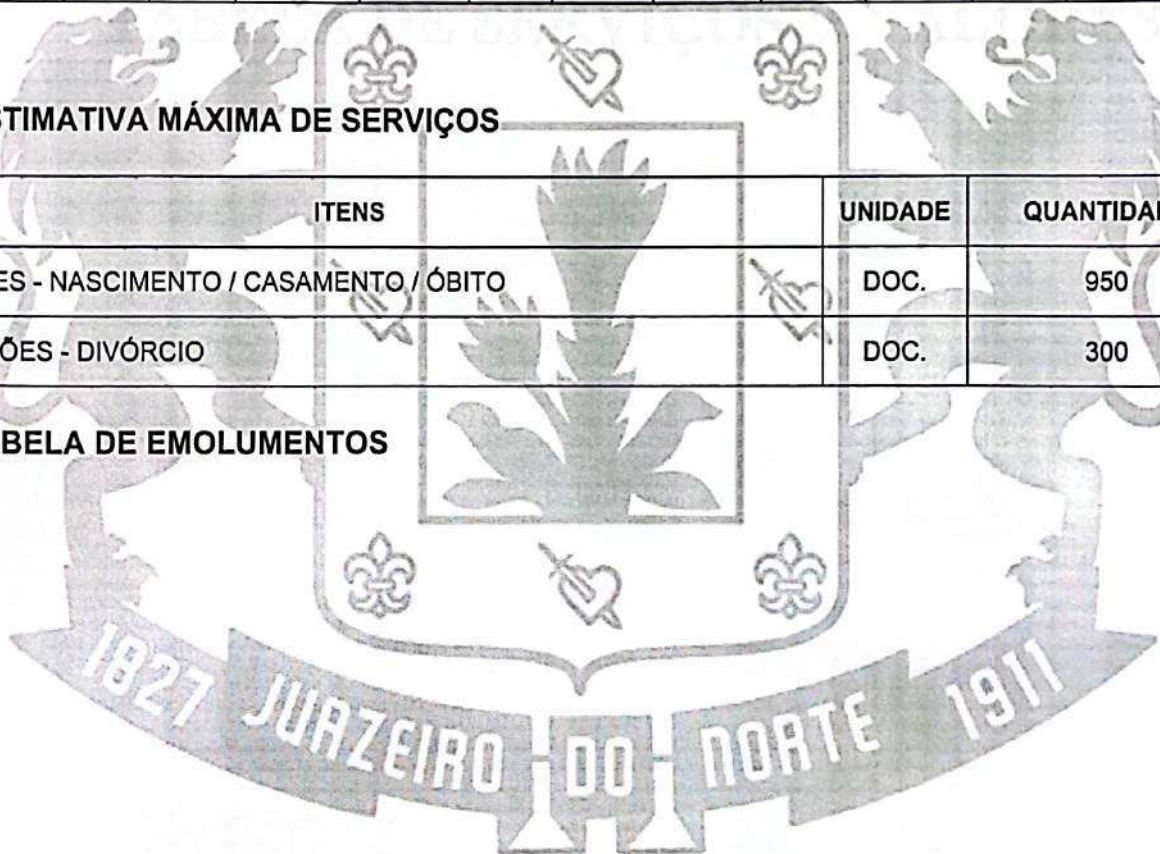 STIMATIVA MÁXIMA DE SERVIÇOS
ITENS UNIDADE QUANTIDA
ES - NASCIMENTO / CASAMENTO / ÓBITO DOC. 950
ÕES - DIVÓRCIO DOC. 300
BELA DE EMOLUMENTOS
1827 JUAZEIRO DO NORTE 1911